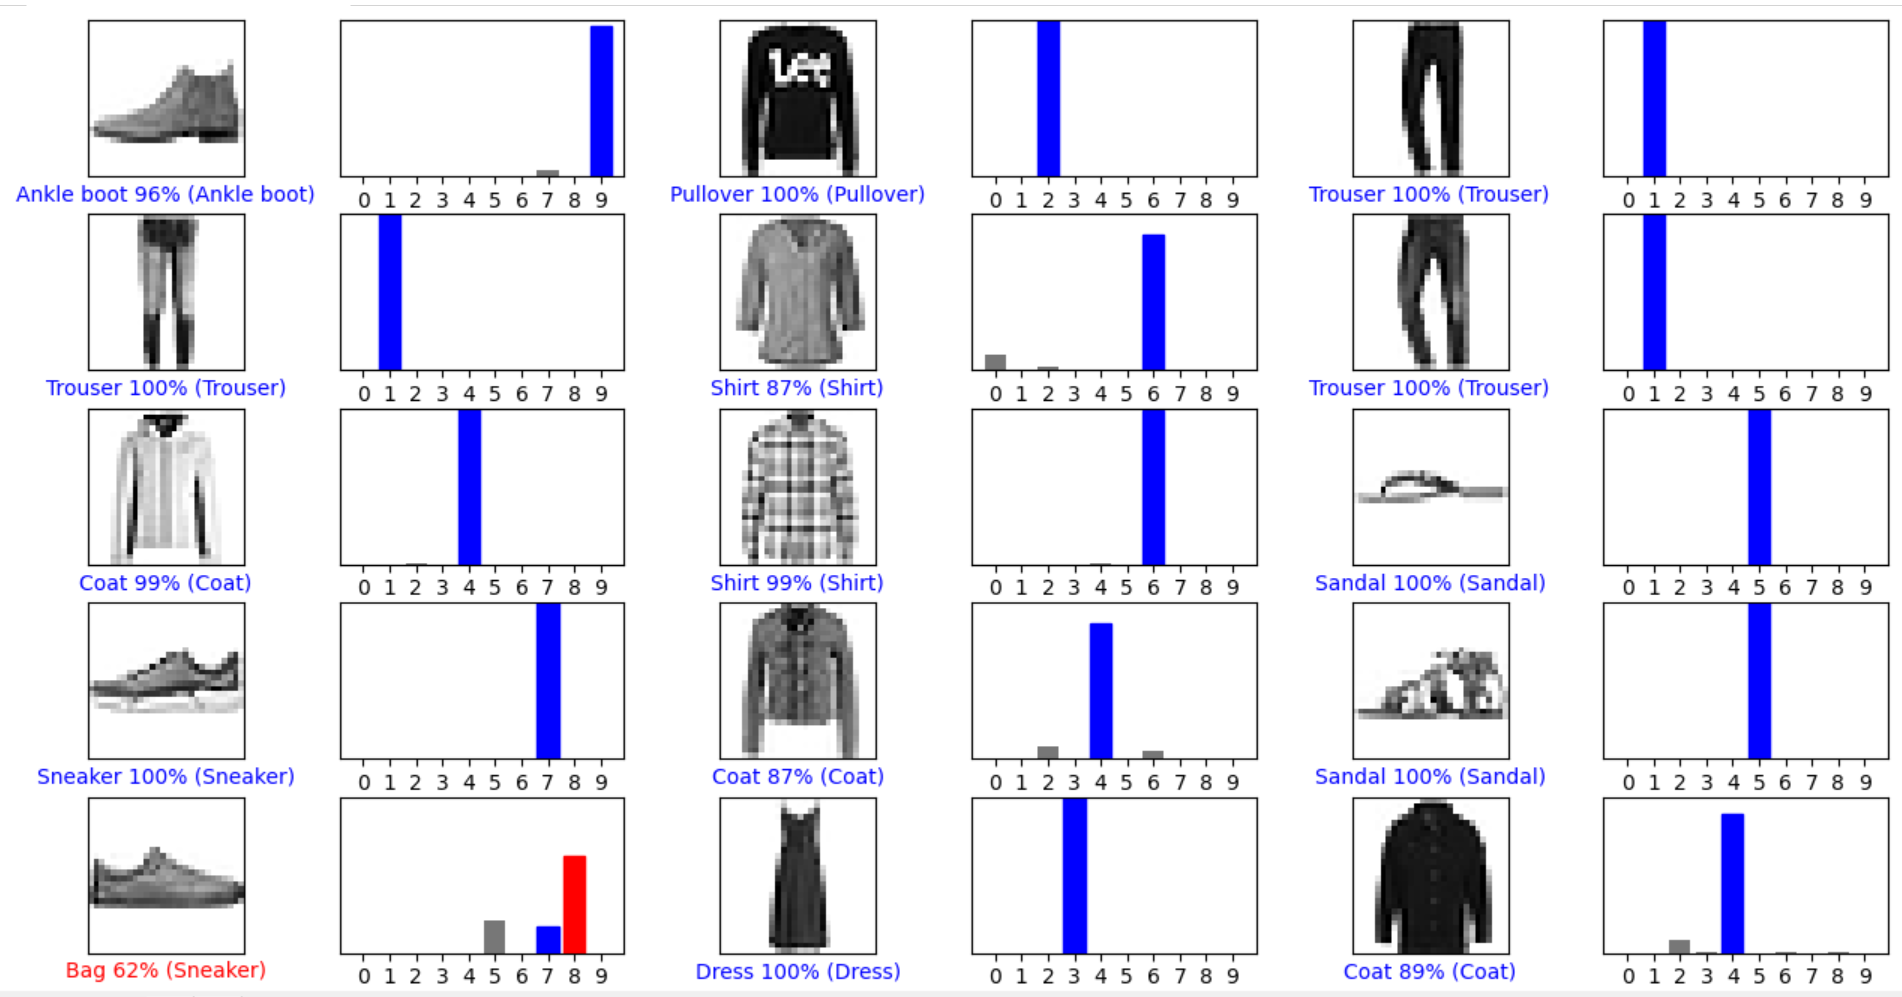 Lee
Ankle boot 96% (Ankle boot)
0 1 2 3 4 5 6 7 8 9
Pullover 100% (Pullover)
0 1 2 3 4 5 6 7 8 9
Trouser 100% (Trouser)
0 1 2 3 4 5 6 7 8 9
Trouser 100% (Trouser)
0 1 2 3 4 5 6 7 8 9
Shirt 87% (Shirt)
0 1 2 3 4 5 6 7 8 9
Trouser 100% (Trouser)
0 1 2 3 4 5 6 7 8 9
Coat 99% (Coat)
0 1 2 3 4 5 6 7 8 9
Shirt 99% (Shirt)
0 1 2 3 4 5 6 7 8 9
Sandal 100% (Sandal)
0 1 2 3 4 5 6 7 8 9
Sneaker 100% (Sneaker)
0 1 2 3 4 5 6 7 8 9
Coat 87% (Coat)
0 1 2 3 4 5 6 7 8 9
Sandal 100% (Sandal)
0 1 2 3 4 5 6 7 8 9
Bag 62% (Sneaker)
0 1 2 3 4 5 6 7 8 9
Dress 100% (Dress)
0 1 2 3 4 5 6 7 8 9
Coat 89% (Coat)
0 1 2 3 4 5 6 7 8 9